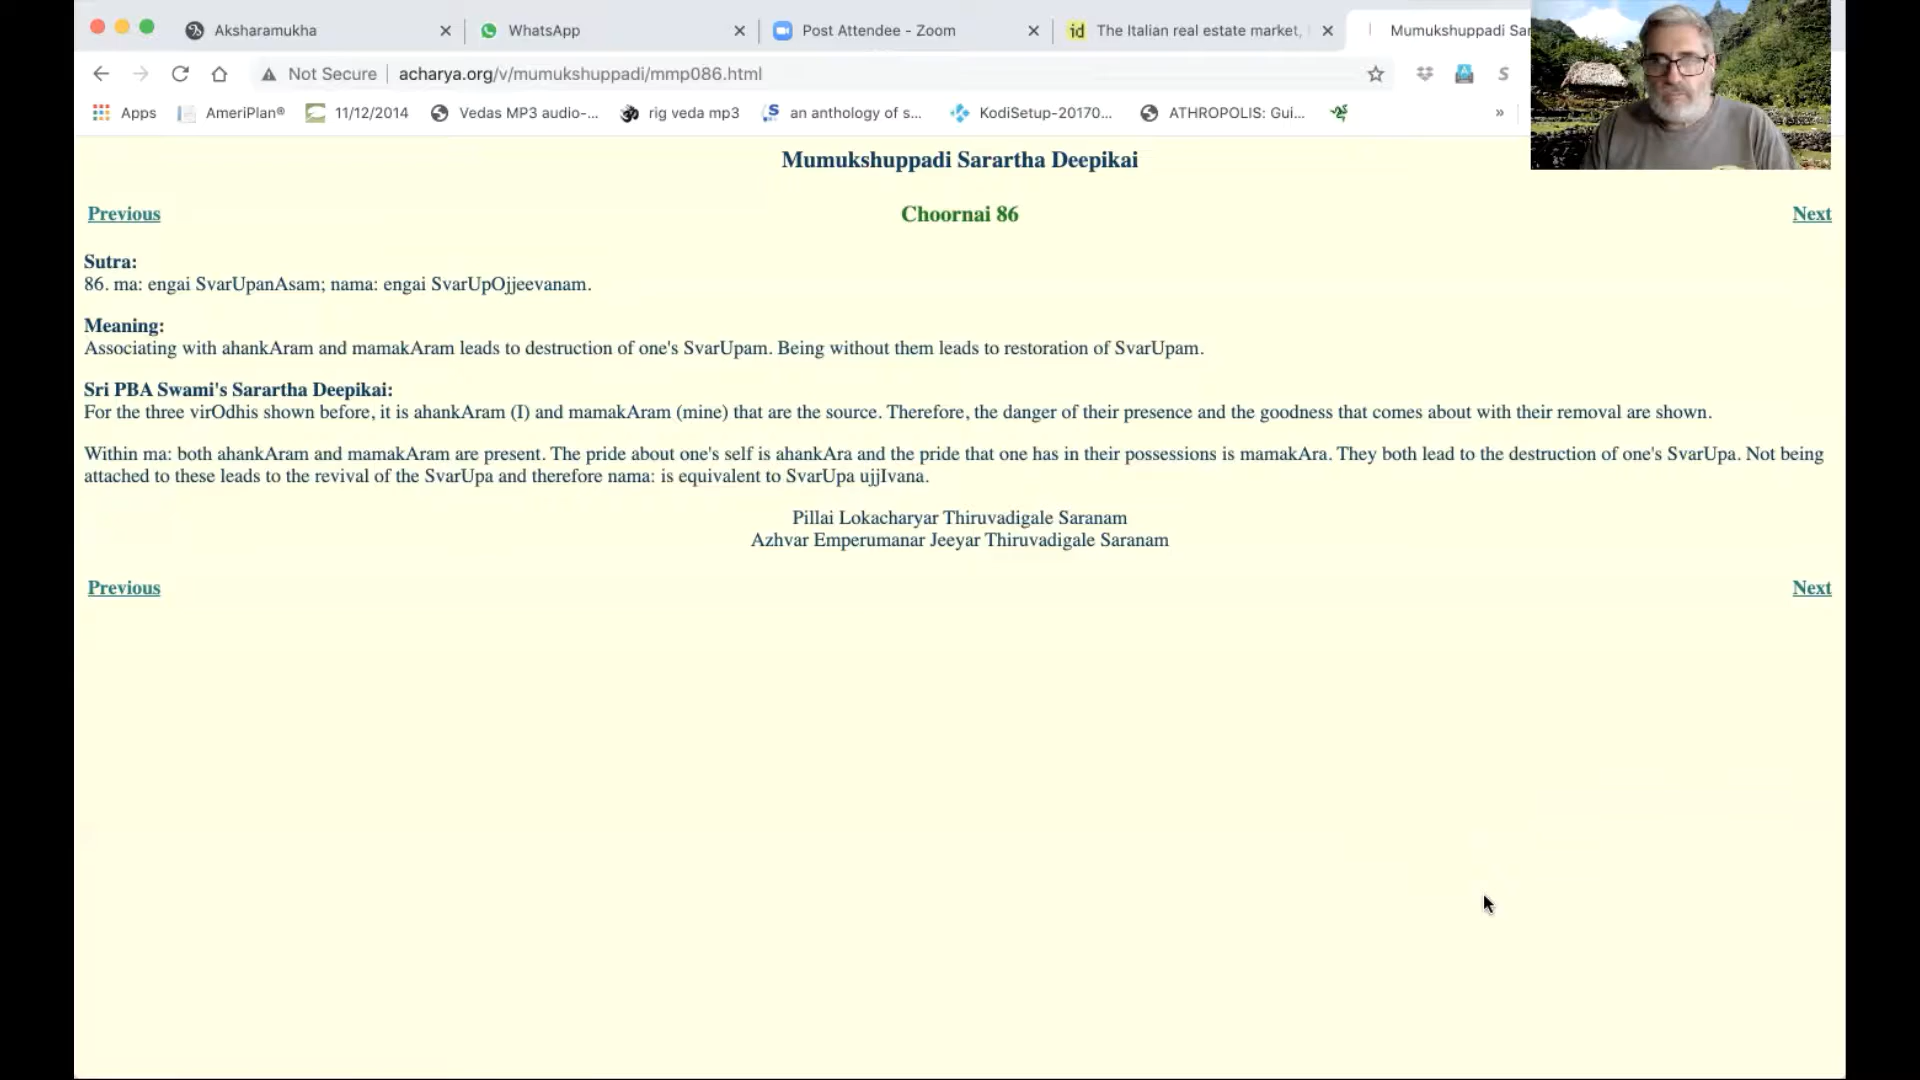 Aksharamukha
WhatsApp
Post Attendee - Zoom
id The Italian real estate market,
Mumukshuppadi Sar
Not Secure acharya.org/v/mumukshuppadi/mmp086.html
Apps
AmeriPlan®
11/12/2014
Vedas MP3 audio-...
rig veda mp3
an anthology of s...
KodiSetup-20170...
ATHROPOLIS: Gui...
»
Mumukshuppadi Sarartha Deepikai
Previous
Choornai 86
Next
Sutra:
86. ma: engai SvarUpanAsam; nama: engai SvarUpOjjeevanam.
Meaning:
Associating with ahankAram and mamakAram leads to destruction of one's SvarUpam. Being without them leads to restoration of SvarUpam.
Sri PBA Swami's Sarartha Deepikai:
For the three virOdhis shown before, it is ahankAram (I) and mamakAram (mine) that are the source. Therefore, the danger of their presence and the goodness that comes about with their removal are shown.
Within ma: both ahankAram and mamakAram are present. The pride about one's self is ahankAra and the pride that one has in their possessions is mamakAra. They both lead to the destruction of one's SvarUpa. Not being
attached to these leads to the revival of the SvarUpa and therefore nama: is equivalent to SvarUpa ujjIvana.
Pillai Lokacharyar Thiruvadigale Saranam
Azhvar Emperumanar Jeeyar Thiruvadigale Saranam
Previous
Next